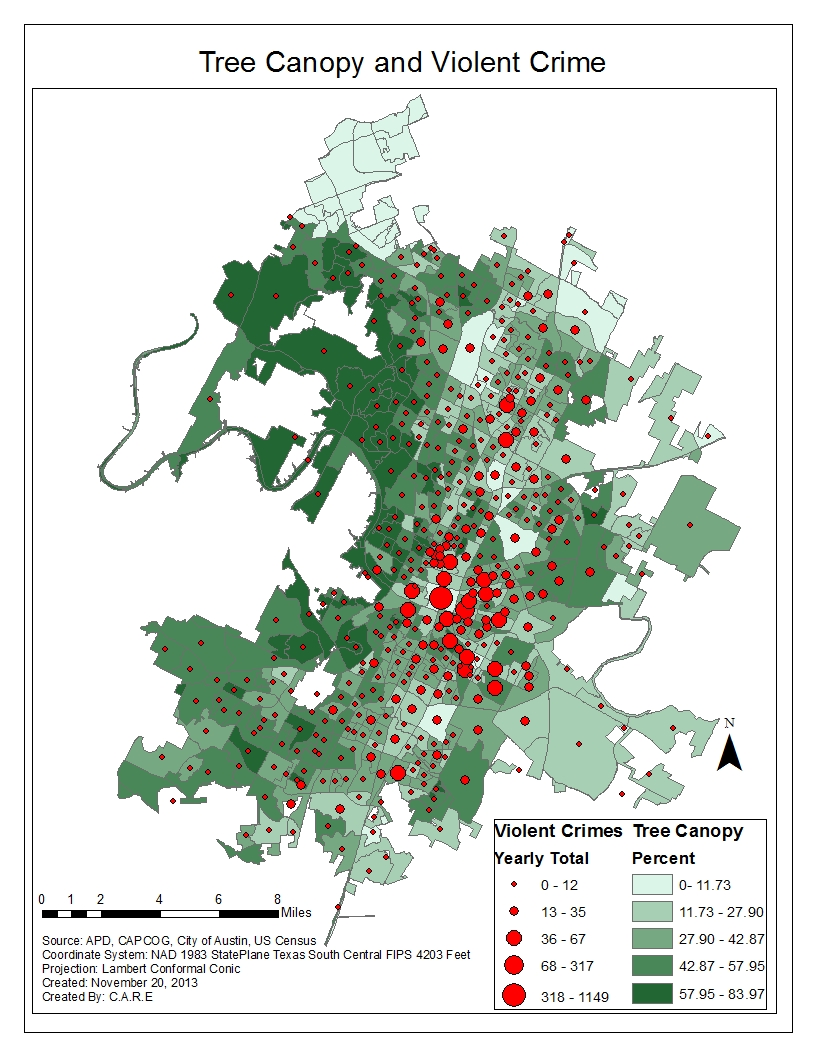 Tree Canopy and Violent Crime
N
Violent Crimes Tree Canopy
Yearly Total Percent
0 - 12 0- 11.73
13 - 35 11.73 - 27.90
36 - 67 27.90 - 42.87
68 - 317 42.87 - 57.95
318 - 1149 57.95 - 83.97
0 1 2 4 6 8
Miles
Source: APD, CAPCOG, City of Austin, US Census
Coordinate System: NAD 1983 StatePlane Texas South Central FIPS 4203 Feet
Projection: Lambert Conformal Conic
Created: November 20, 2013
Created By: C.A.R.E